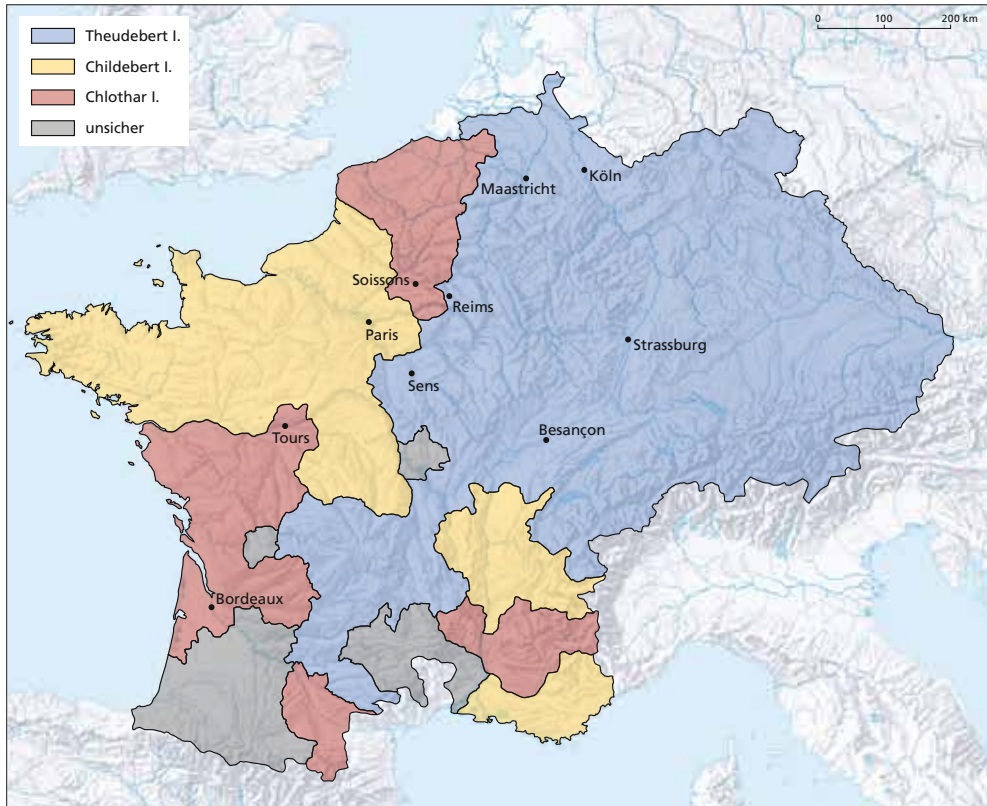 Theudebert I.
Childebert I.
Chlothar I.
unsicher
0 100 200 km
Köln
Maastricht
Soissons
Reims
Paris
Strassburg
Sens
Tours
Besançon
Bordeaux